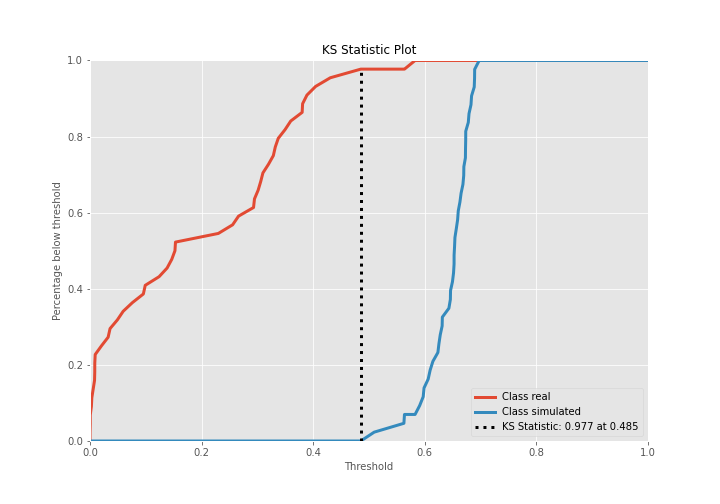 KS Statistic Plot
1.0
0.8
0.6
0.4
0.2
0.0
Percentage below threshold
0.0 0.2 0.4 0.6 0.8 1.0
Threshold
Class real
Class simulated
KS Statistic: 0.977 at 0.485